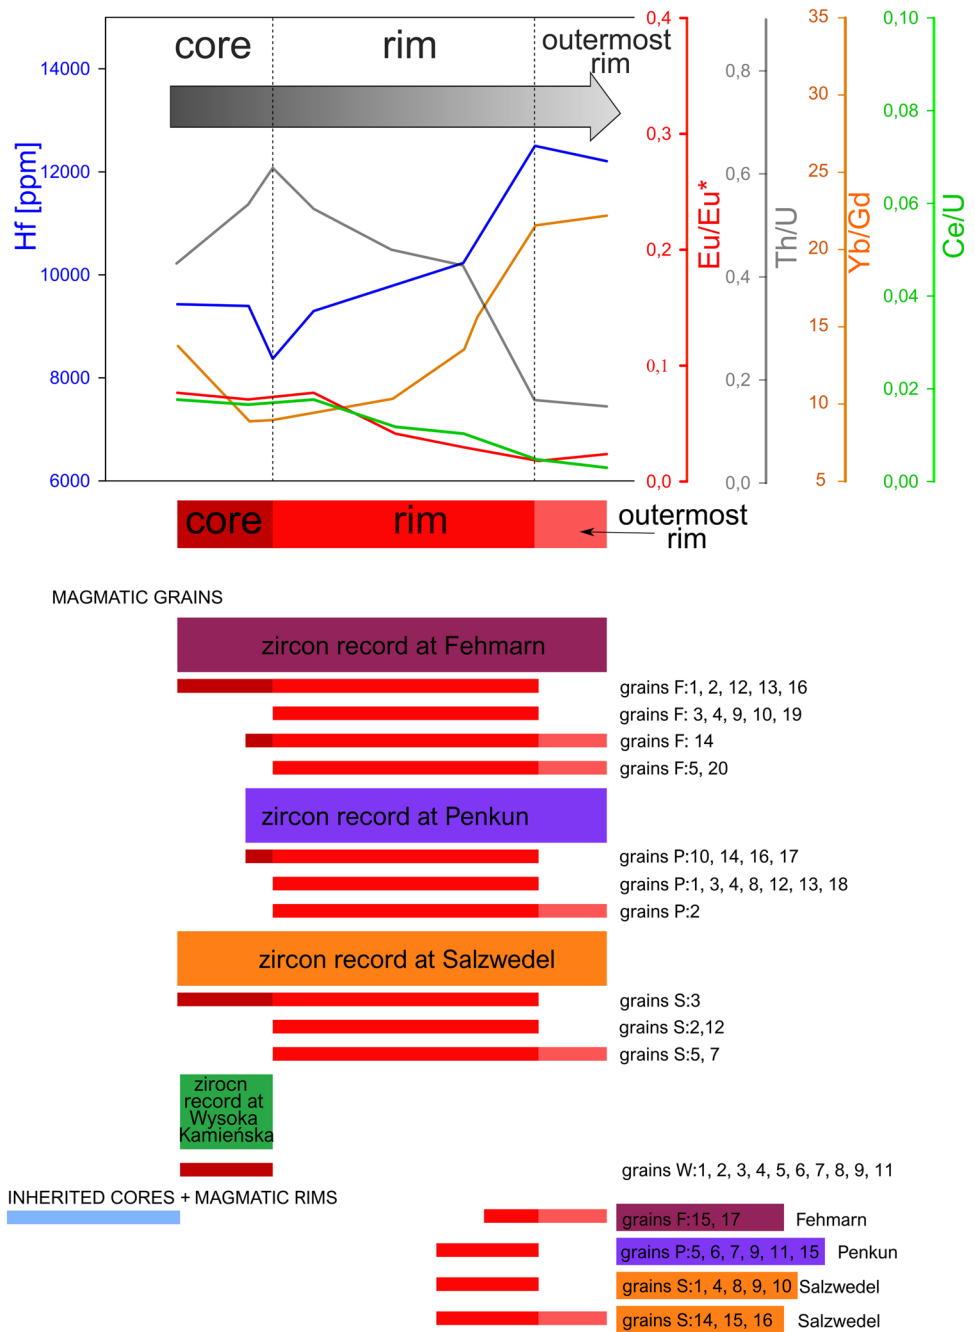 core
rim
outermost
rim
14000
12000
10000
8000
6000
Hf [ppm]
0,4
0,3
0,2
0,1
0,0
Eu/Eu*
0,8
0,6
0,4
0,2
0,0
Th/U
35
30
25
20
15
10
5
Yb/Gd
0,10
0,08
0,06
0,04
0,02
0,00
Ce/U
core
rim
outermost
rim
MAGMATIC GRAINS
zircon record at Fehmarn
grains F:1, 2, 12, 13, 16
grains F: 3, 4, 9, 10, 19
grains F: 14
grains F:5, 20
zircon record at Penkun
grains P:10, 14, 16, 17
grains P:1, 3, 4, 8, 12, 13, 18
grains P:2
zircon record at Salzwedel
grains S:3
grains S:2,12
grains S:5, 7
zirocn
record at
Wysoka
Kamieńska
grains W:1, 2, 3, 4, 5, 6, 7, 8, 9, 11
INHERITED CORES + MAGMATIC RIMS
grains F:15, 17 Fehmarn
grains P:5, 6, 7, 9, 11, 15 Penkun
grains S:1, 4, 8, 9, 10 Salzwedel
grains S:14, 15, 16 Salzwedel